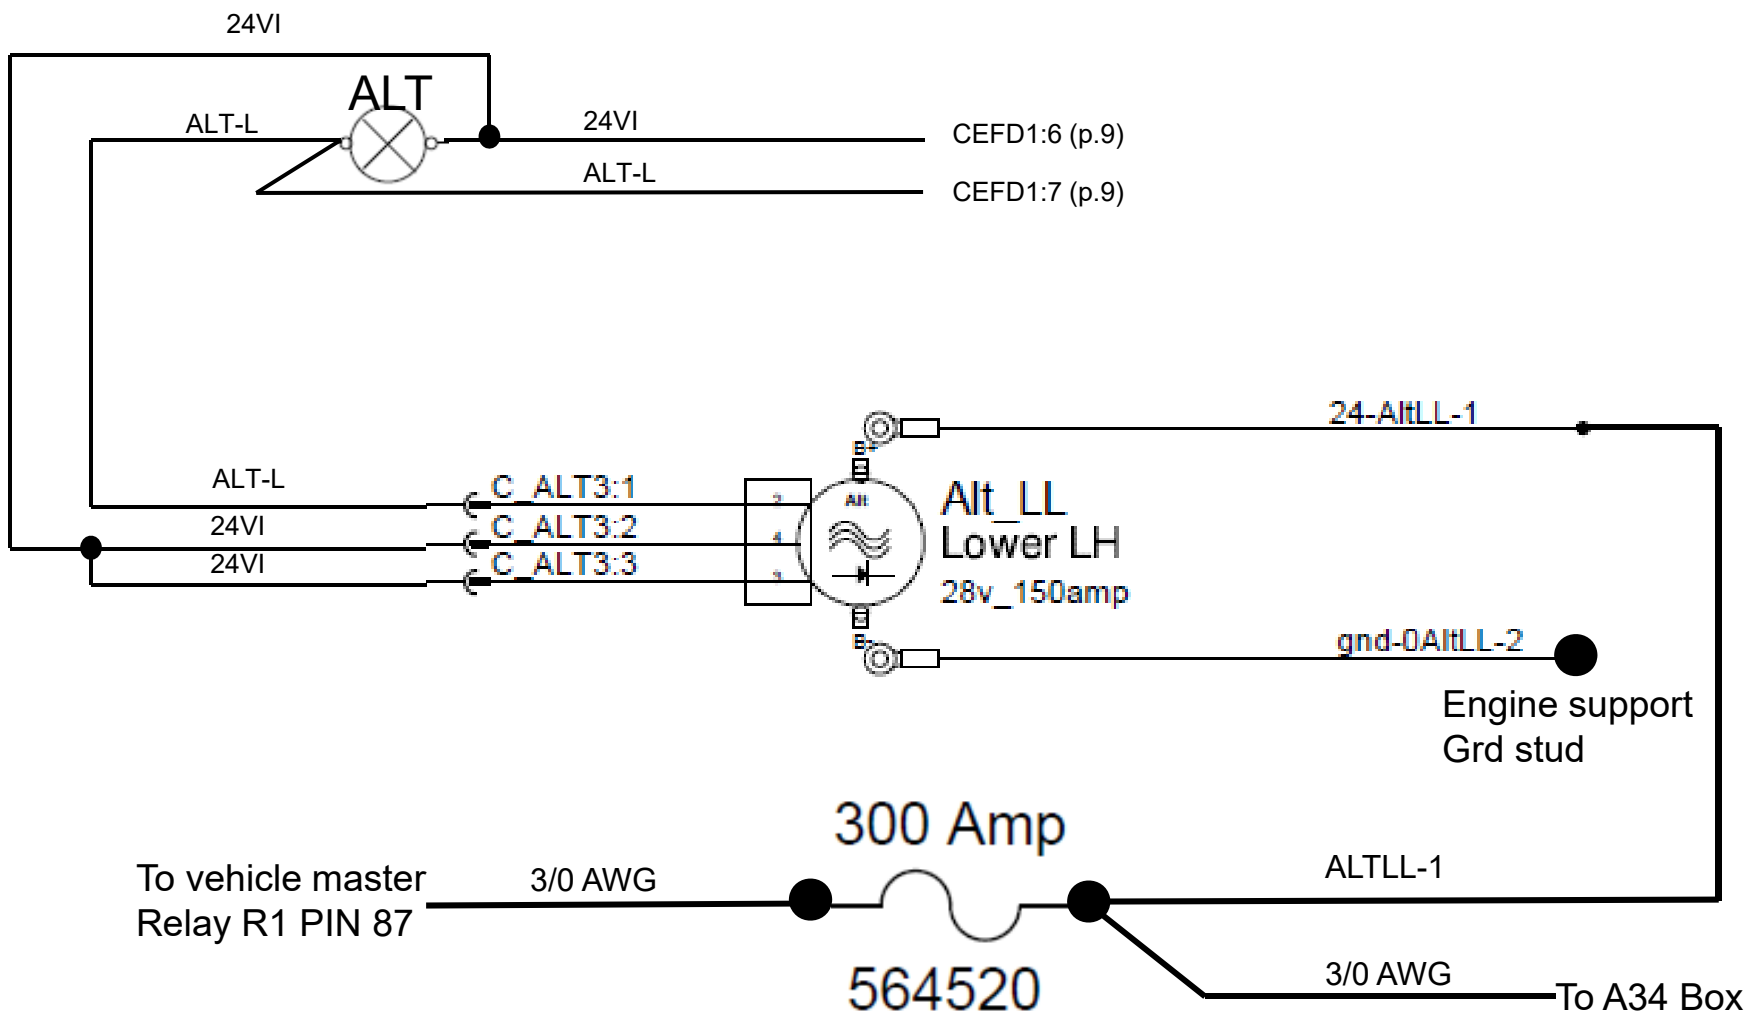 24VI
ALT
ALT-L
24VI
CEFD1:6 (p.9)
ALT-L
CEFD1:7 (p.9)
24-AltLL-1
B+
ALT-L
C_ALT3:1
Alt
Alt_LL
24VI
C_ALT3:2
Lower LH
24VI
C_ALT3:3
28v_150amp
B-
gnd-0AltLL-2
Engine support
Grd stud
300 Amp
To vehicle master
Relay R1 PIN 87
3/0 AWG
ALTLL-1
564520
3/0 AWG
To A34 Box